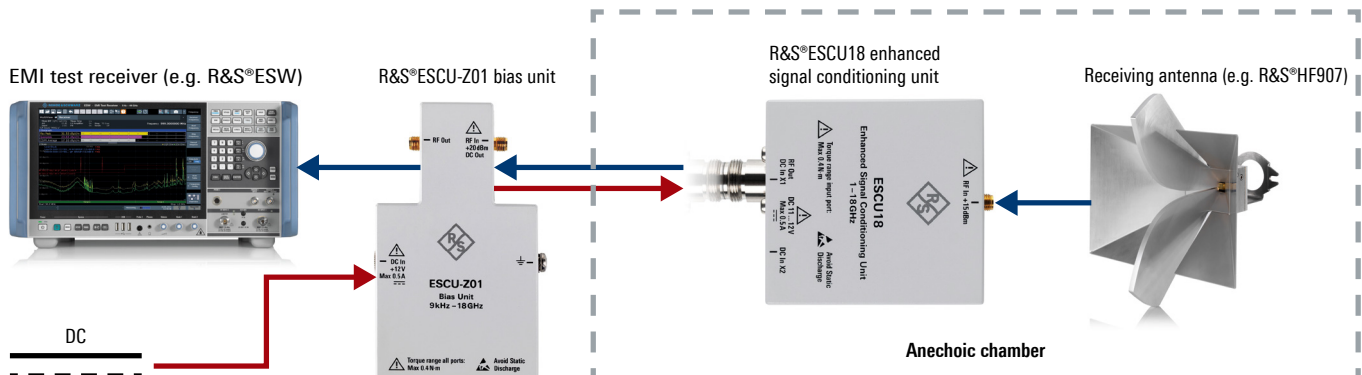 EMI test receiver (e.g. R&S®ESW)
R&S®ESCU-Z01 bias unit
R&S®ESCU18 enhanced
signal conditioning unit
Receiving antenna (e.g. R&S®HF907)
RF Out
RF In
+20dBm
DC Out
R&S
DC In
+12V
Max 0.5A
ESCU-Z01
Bias Unit
9kHz – 18GHz
Torque range all ports:
Max 0.4N·m
Avoid Static
Discharge
RF Out
DC In X1
DC 11...12V
Max 0.5A
DC In X2
Torque range input port:
Max 0.4N·m
Avoid Static
Discharge
ESCU18
Enhanced Signal Conditioning Unit
1 – 18GHz
R&S
RF In +15dBm
DC
Anechoic chamber